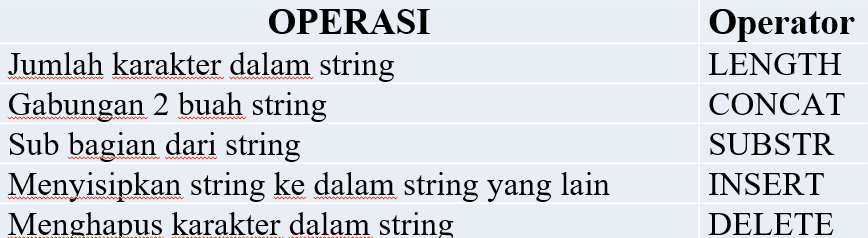 OPERASI Operator
Jumlah karakter dalam string LENGTH
Gabungan 2 buah string CONCAT
Sub bagian dari string SUBSTR
Menyisipkan string ke dalam string yang lain INSERT
Menghapus karakter dalam string DELETE